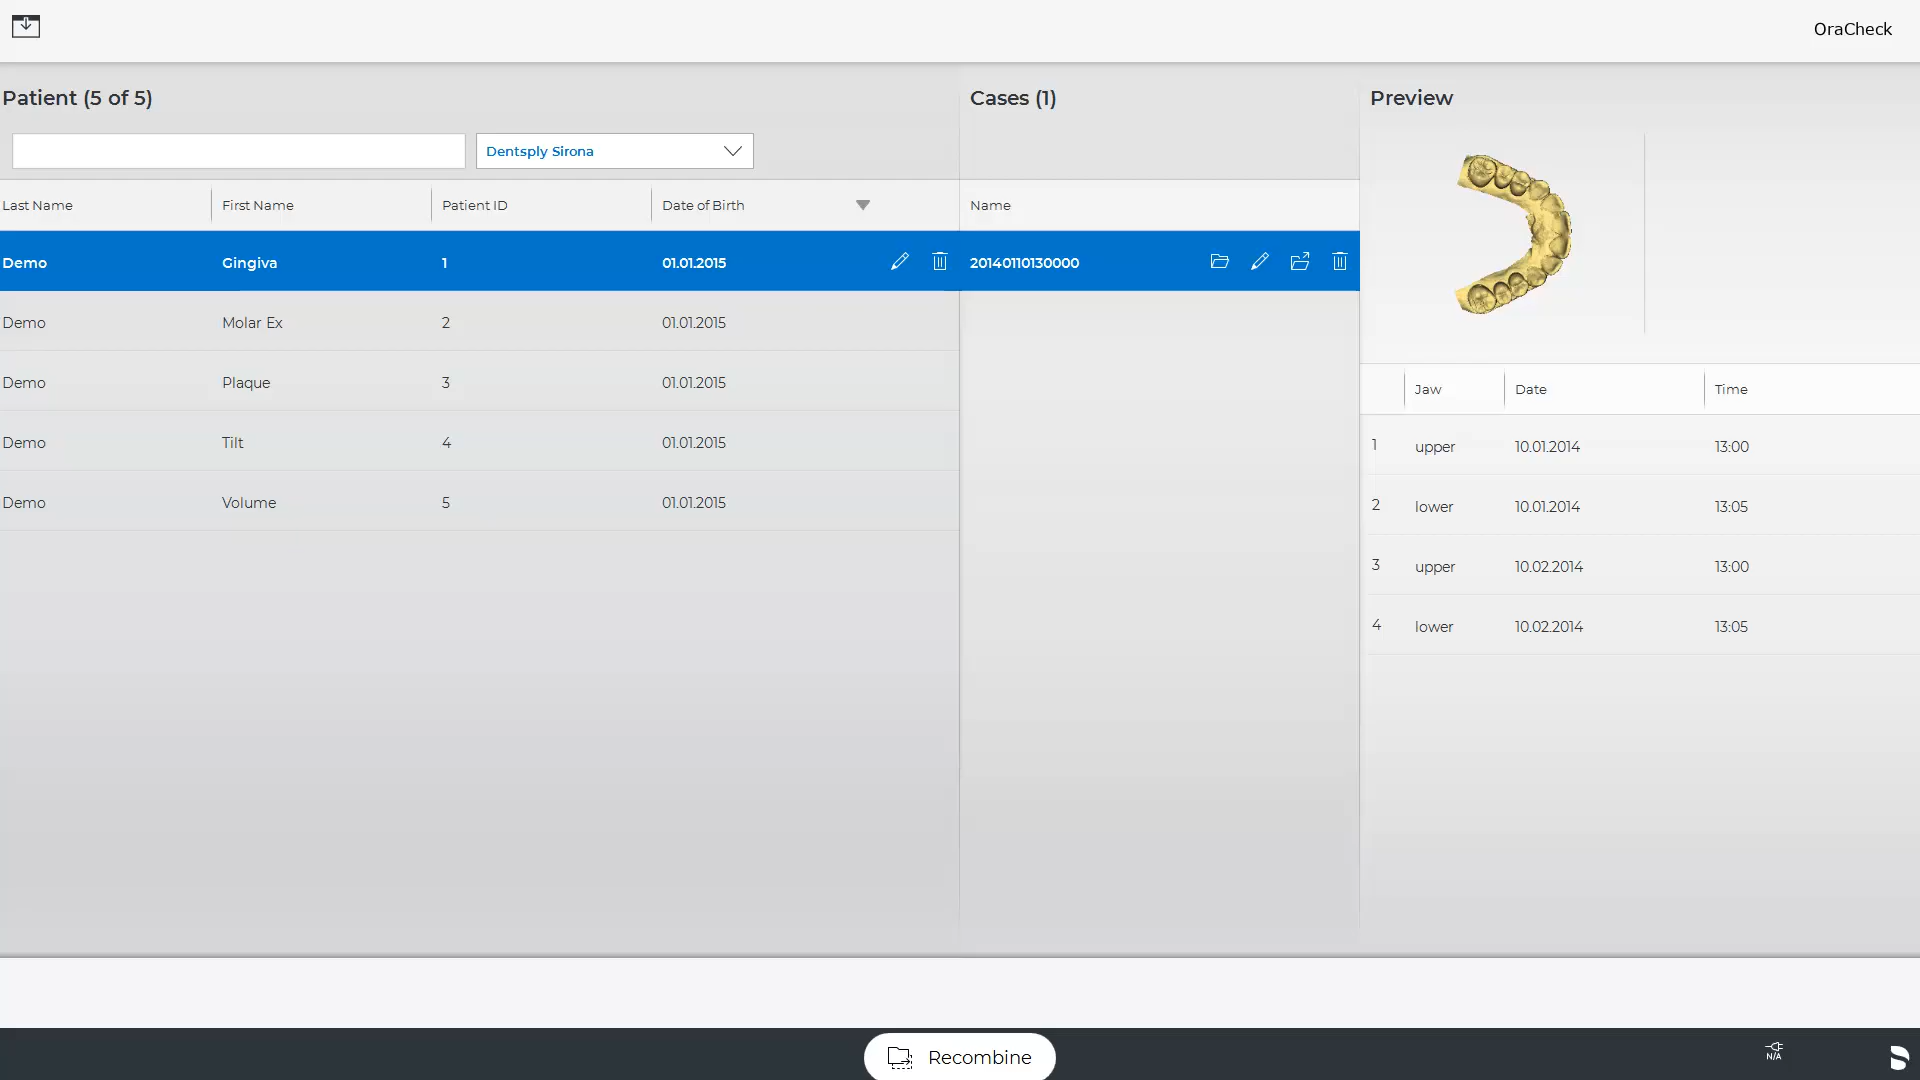 OraCheck
Patient (5 of 5)
Cases (1)
Preview
Dentsply Sirona
Last Name First Name Patient ID Date of Birth Name
Demo Gingiva 1 01.01.2015 20140110130000
Demo Molar Ex 2 01.01.2015
Demo Plaque 3 01.01.2015
Demo Tilt 4 01.01.2015
Demo Volume 5 01.01.2015
Jaw Date Time
1 upper 10.01.2014 13:00
2 lower 10.01.2014 13:05
3 upper 10.02.2014 13:00
4 lower 10.02.2014 13:05
Recombine
N/A